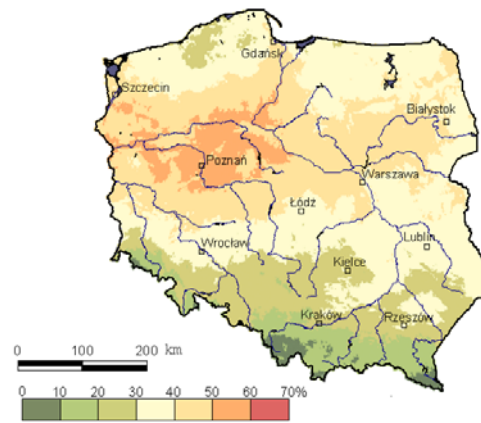 Gdańsk
Szczecin
Białystok
Poznań
Warszawa
Łódź
Wrocław
Lublin
Kielce
Kraków
Rzeszów
0 100 200 km
0 10 20 30 40 50 60 70%